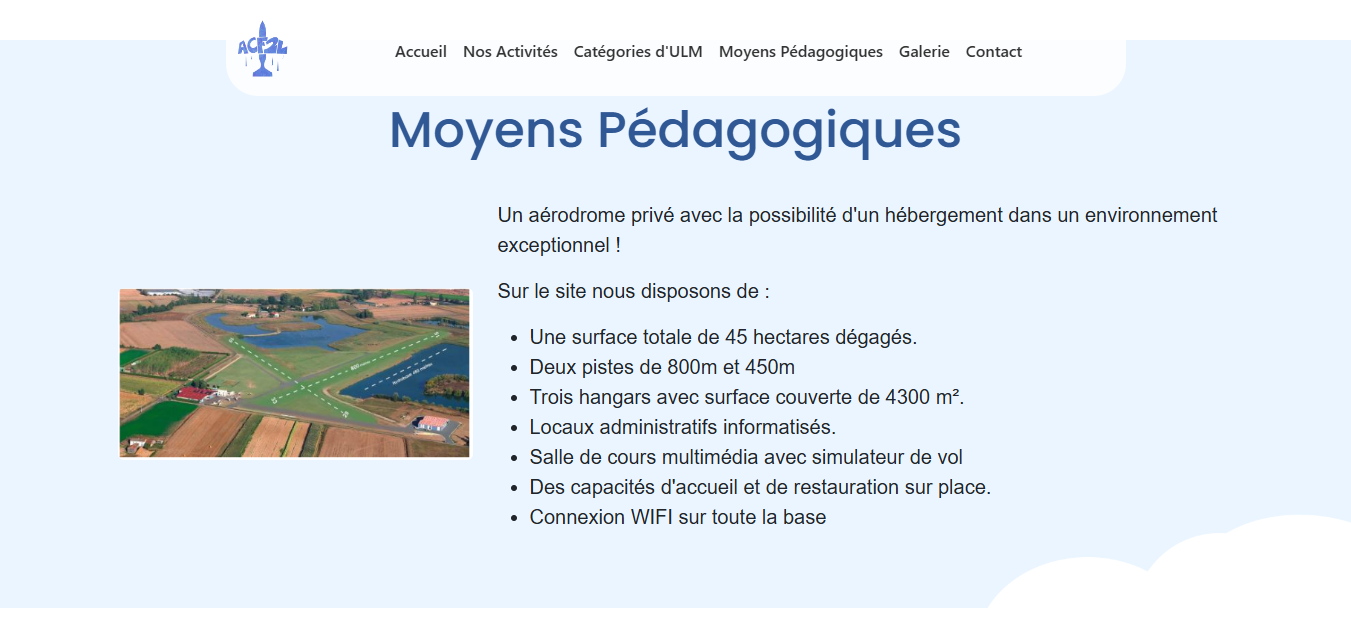 ACF2L
Accueil Nos Activités Catégories d'ULM Moyens Pédagogiques Galerie Contact
Moyens Pédagogiques
Un aérodrome privé avec la possibilité d'un hébergement dans un environnement
exceptionnel !
Sur le site nous disposons de :
Une surface totale de 45 hectares dégagés.
Deux pistes de 800m et 450m
Trois hangars avec surface couverte de 4300 m².
Locaux administratifs informatisés.
Salle de cours multimédia avec simulateur de vol
Des capacités d'accueil et de restauration sur place.
Connexion WIFI sur toute la base